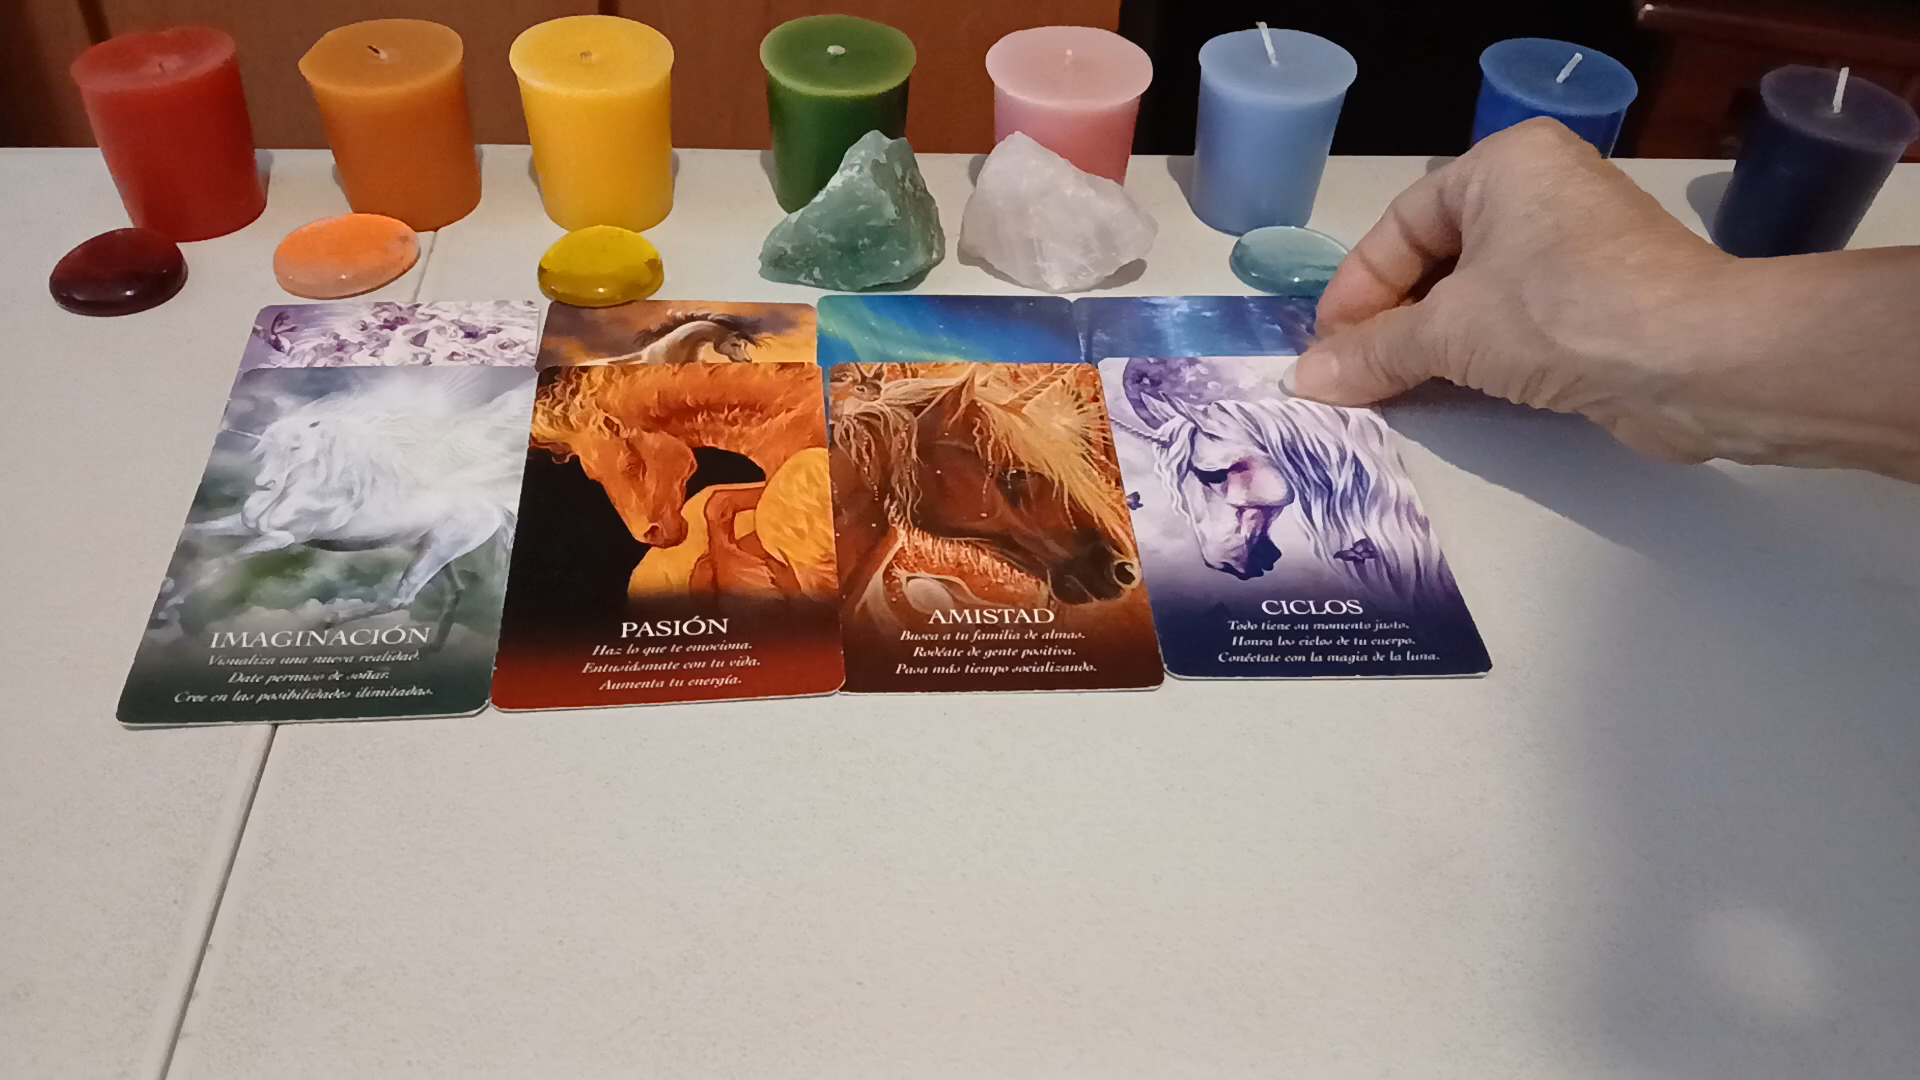 IMAGINACIÓN
Visualiza una nueva realidad.
Date permiso de soñar.
Cree en las posibilidades ilimitadas.
PASIÓN
Haz lo que te emociona.
Entusiásmate con tu vida.
Aumenta tu energía.
AMISTAD
Busca a tu familia de almas.
Rodéate de gente positiva.
Pasa más tiempo socializando.
CICLOS
Todo tiene su momento justo.
Honra los ciclos de tu cuerpo.
Conéctate con la magia de la luna.